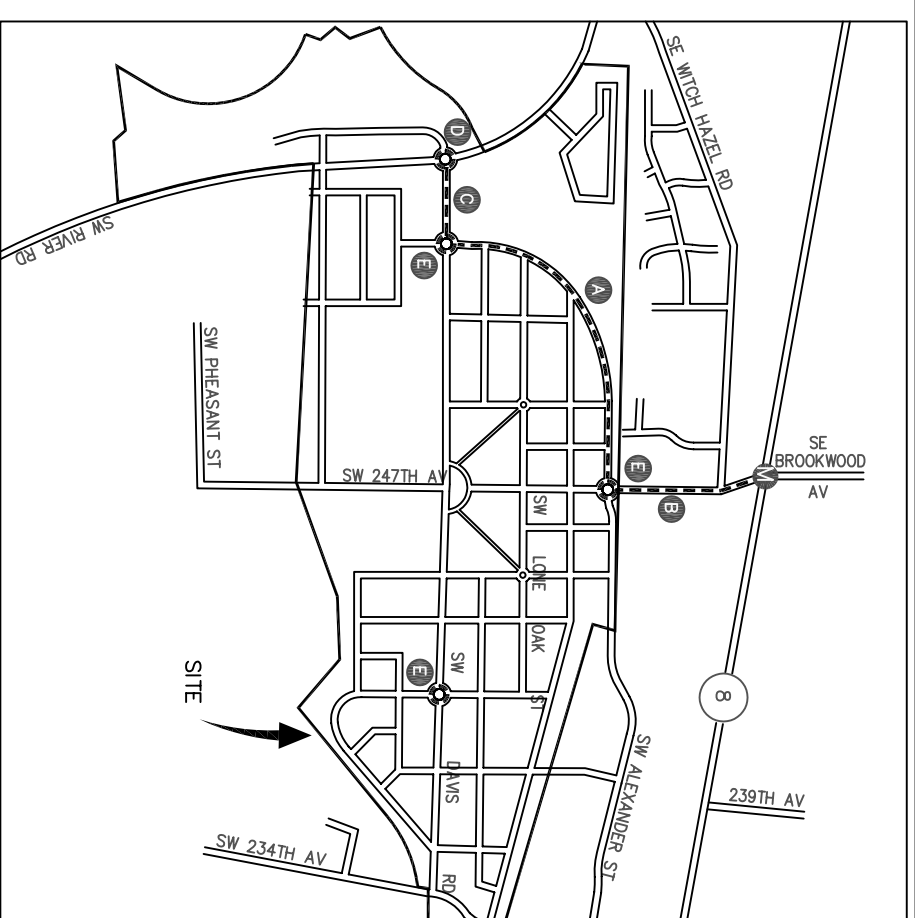 SE WITCH HAZEL RD
D
C
SW RIVER RD
E
A
SW PHEASANT ST
SE
BROOKWOOD
AV
E
M
SW 247TH AV
B
SW LONE OAK ST
E
SW DAVIS RD
SITE
8
SW ALEXANDER ST
239TH AV
SW 234TH AV